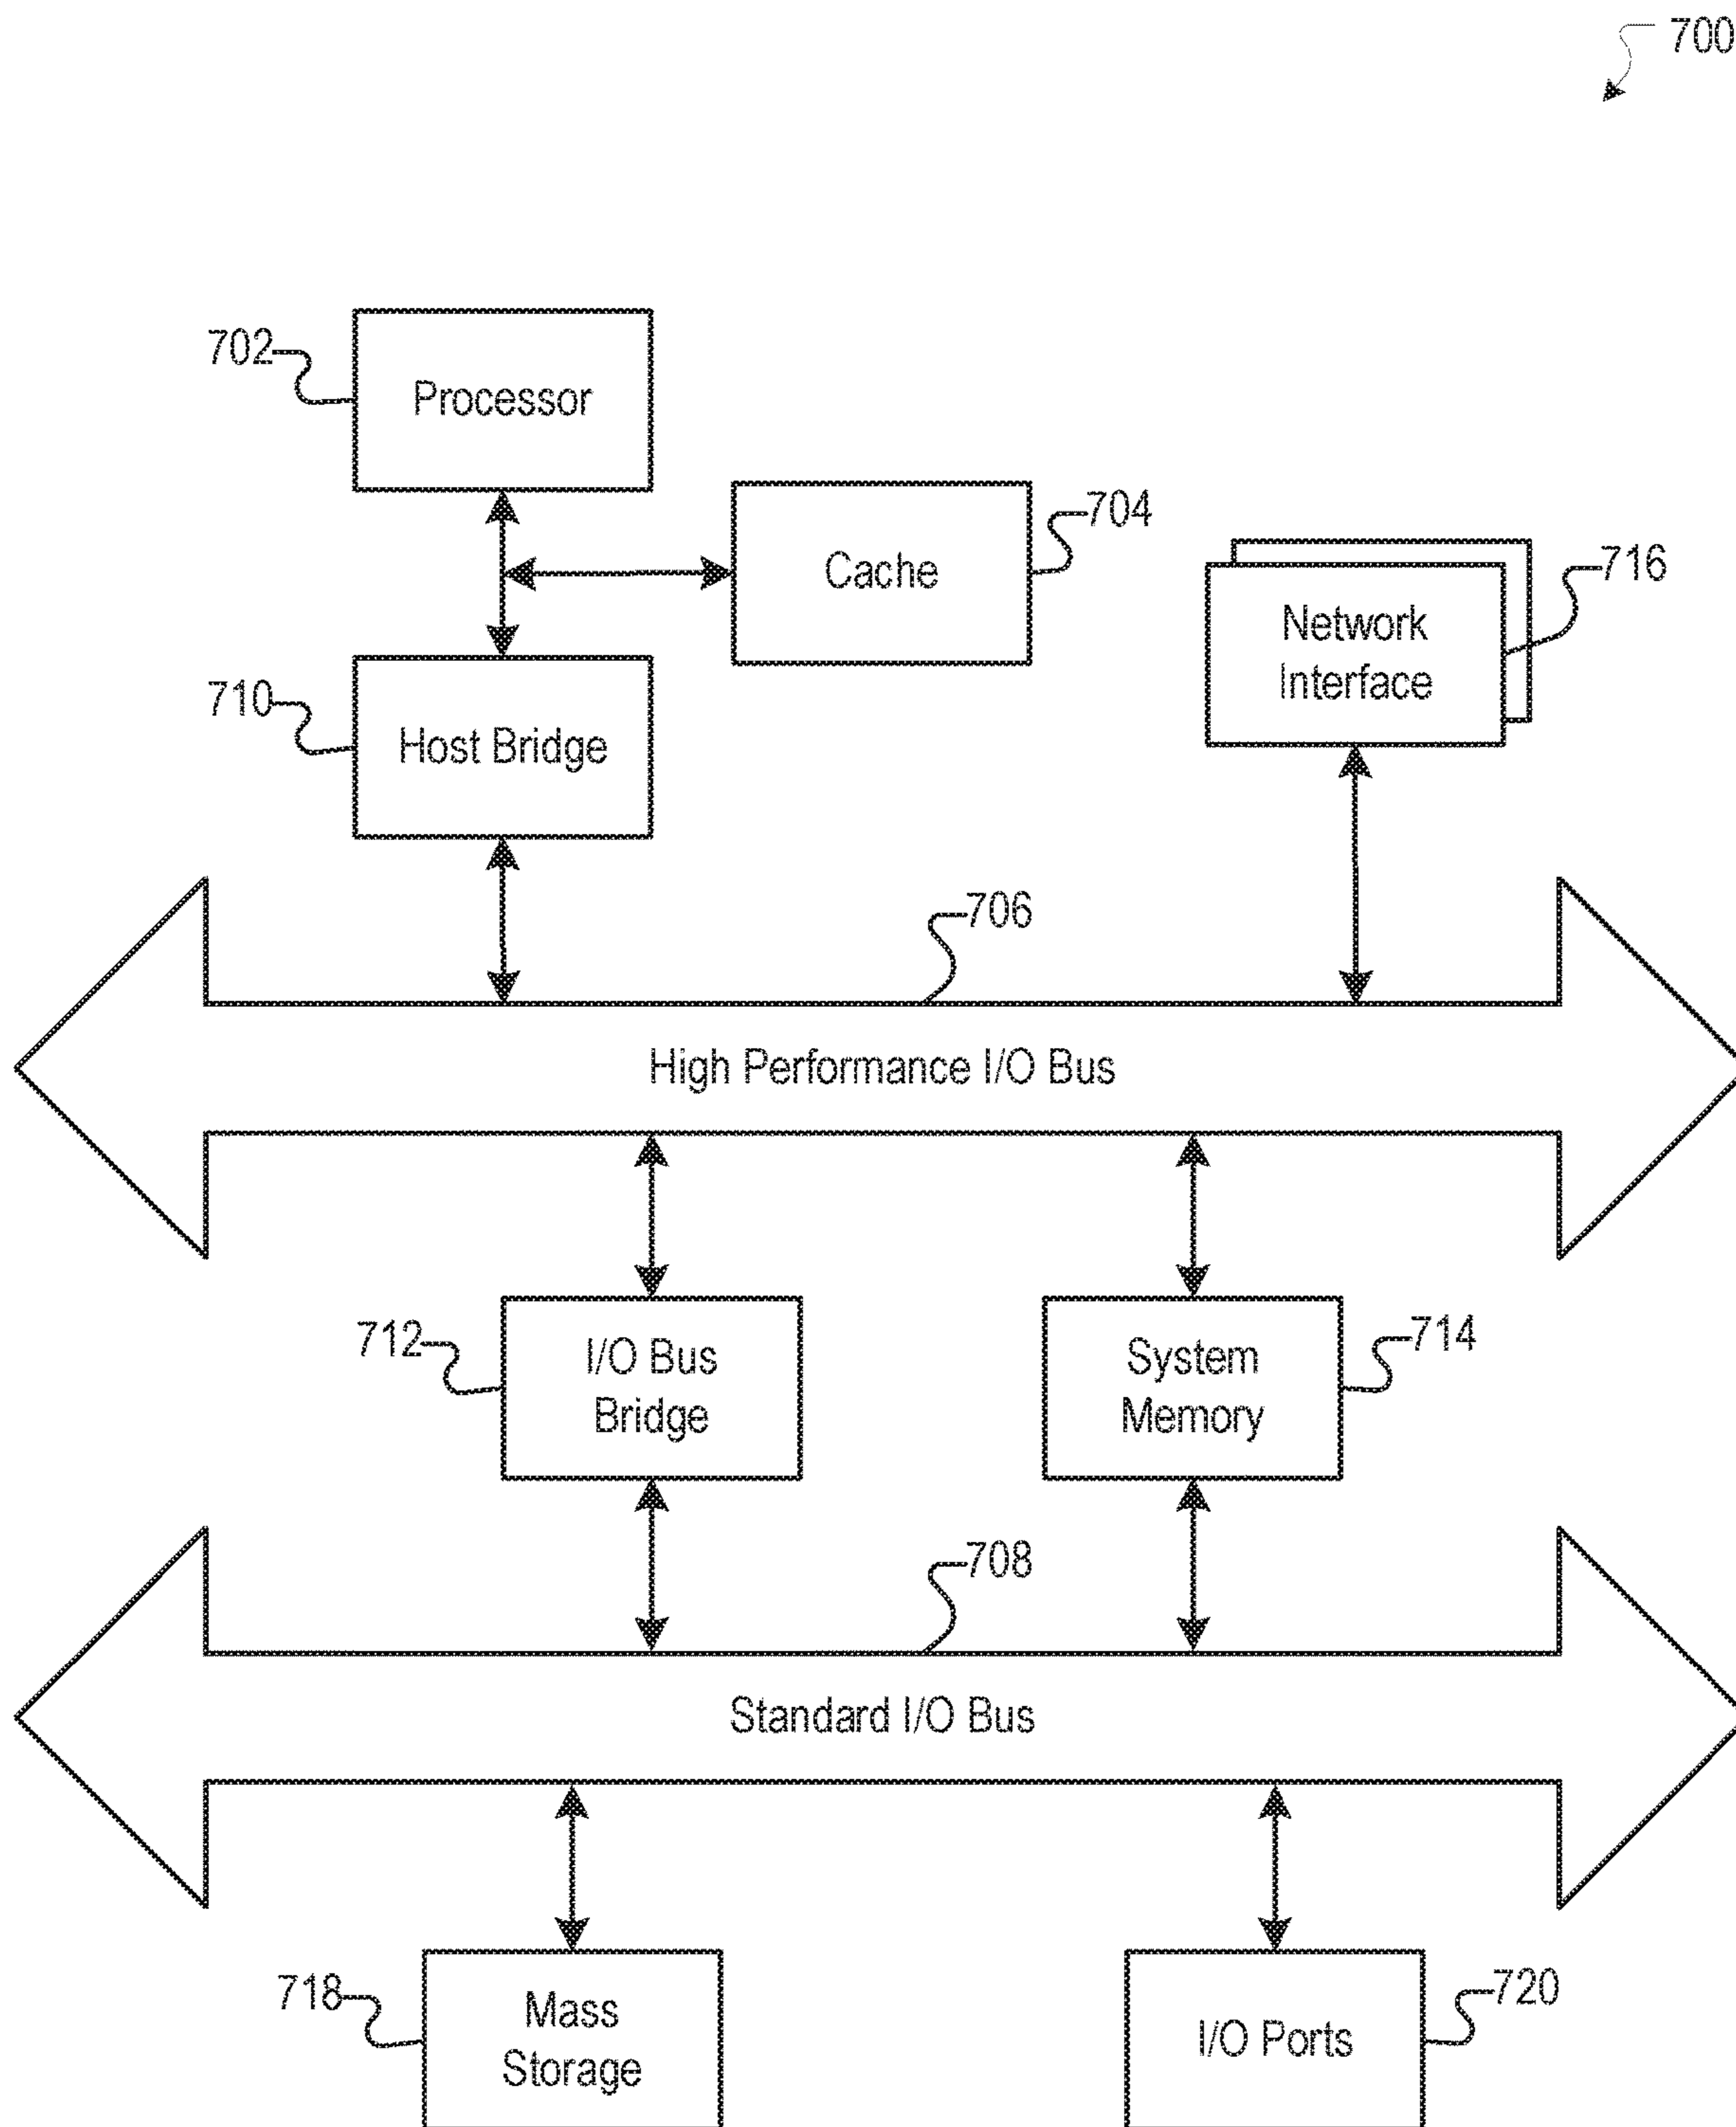 700
702
Processor
704
Cache
716
Network
Interface
710
Host Bridge
706
High Performance I/O Bus
712
I/O Bus
Bridge
System
Memory
714
708
Standard I/O Bus
718
Mass
Storage
I/O Ports
720